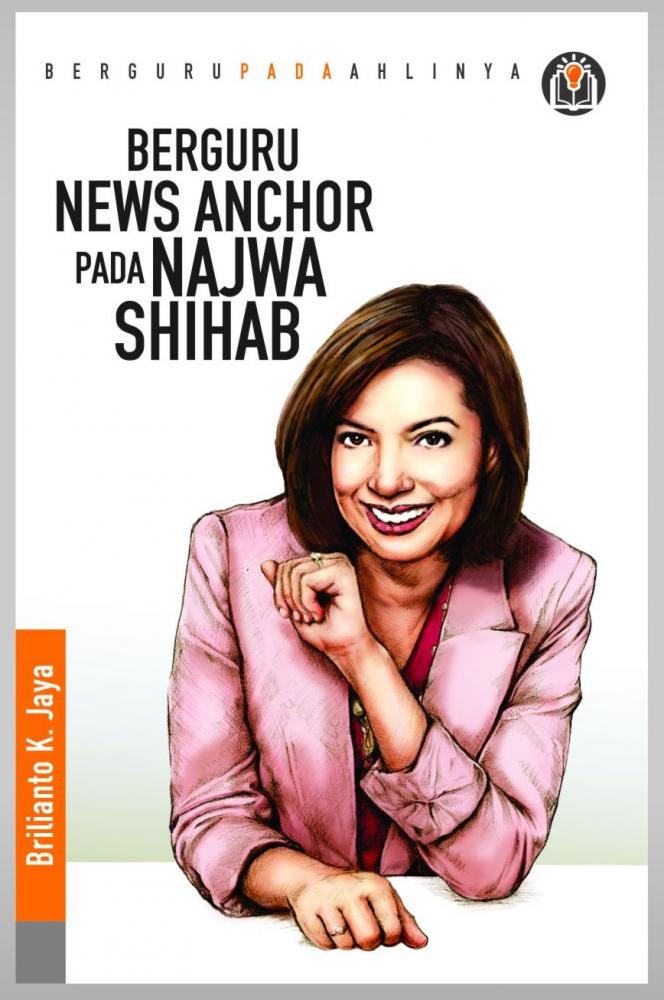 BERGURUPADAAHLINYA
BERGURU
NEWS ANCHOR
PADA NAJWA
SHIHAB
Brilianto K. Jaya